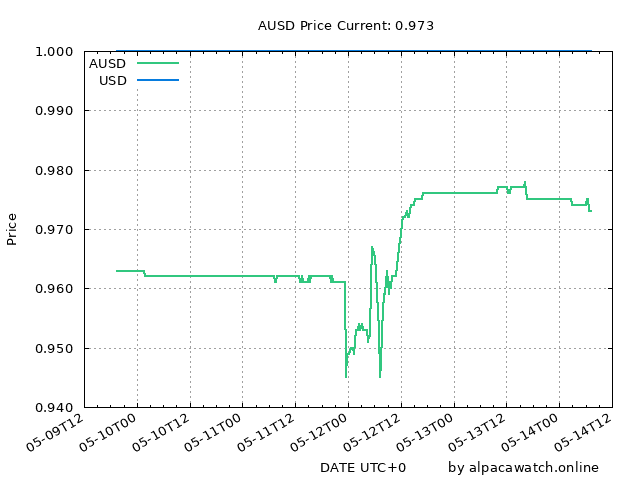 AUSD Price Current: 0.973
1.000
AUSD
USD
0.990
0.980
0.970
Price
0.960
0.950
0.940
05-09T12 05-10T00 05-10T12 05-11T00 05-11T12 05-12T00 05-12T12 05-13T00 05-13T12 05-14T00 05-14T12
DATE UTC+0 by alpacawatch.online